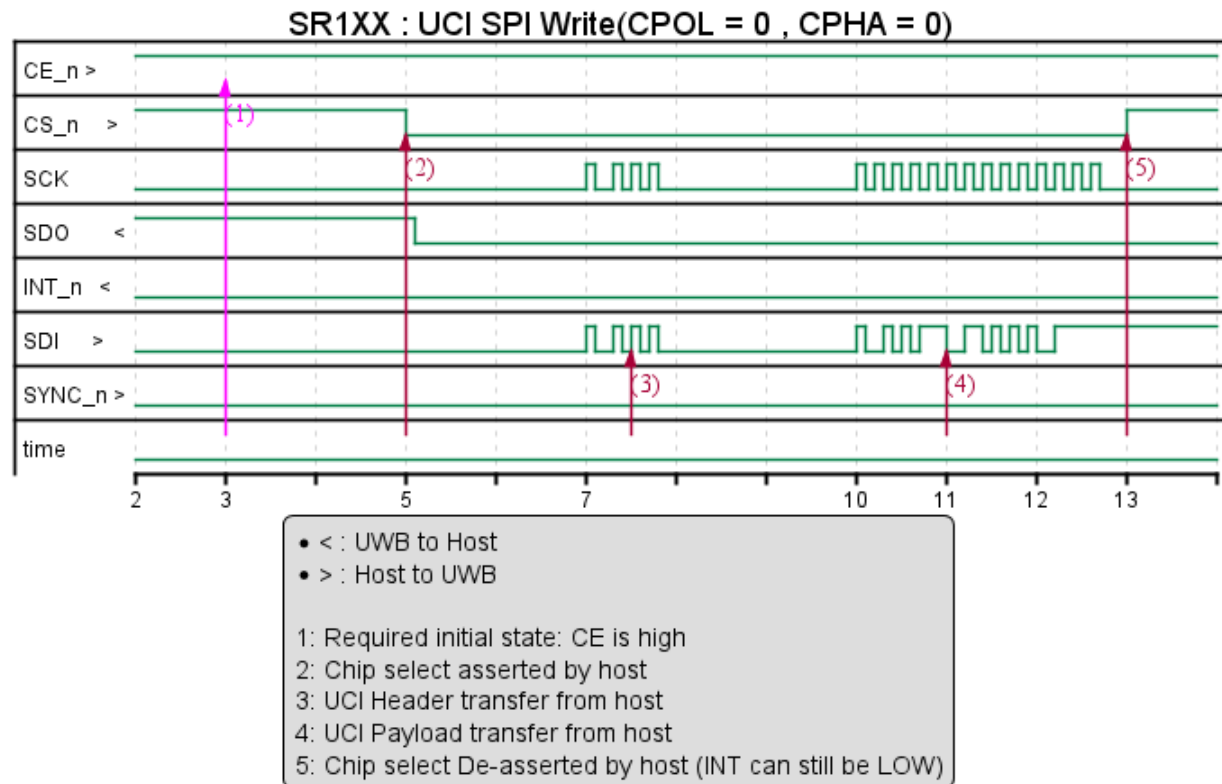 SR1XX : UCI SPI Write(CPOL = 0 , CPHA = 0)
CE_n >
(1)
CS_n >
SCK
(2)
(5)
SDO <
INT_n <
SDI >
(3)
(4)
SYNC_n >
time
2 3 5 7 10 11 12 13
• < : UWB to Host
• > : Host to UWB
1: Required initial state: CE is high
2: Chip select asserted by host
3: UCI Header transfer from host
4: UCI Payload transfer from host
5: Chip select De-asserted by host (INT can still be LOW)